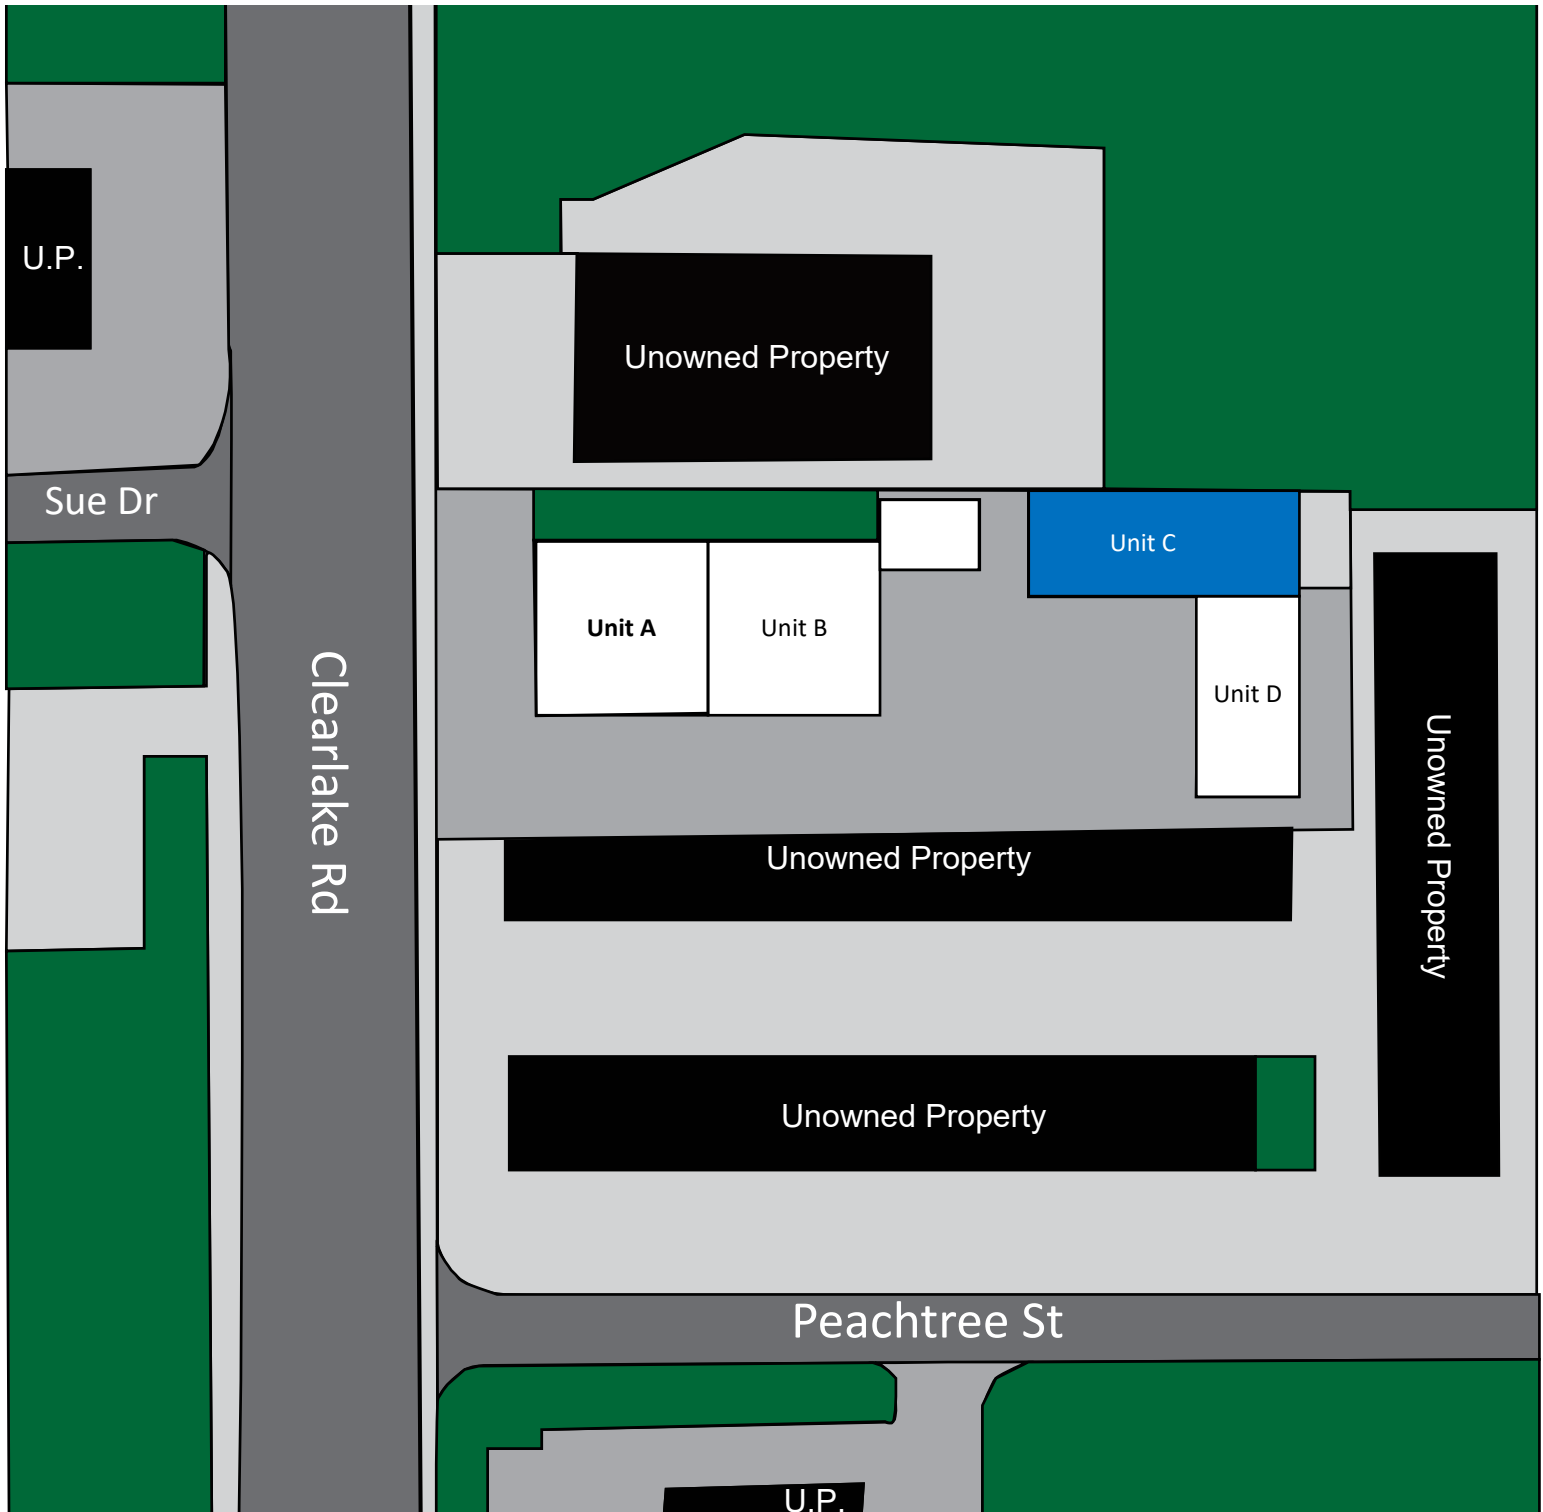 U.P.
Unowned Property
Sue Dr
Unit C
Unit A
Unit B
Unit D
Clearlake Rd
Unowned Property
Unowned Property
Unowned Property
Peachtree St
U.P.